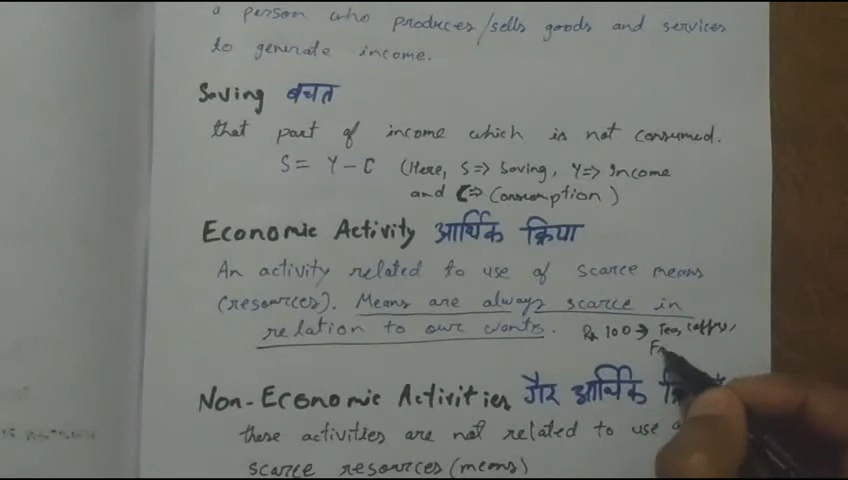 a person who produces/sells goods and services
to generate income.
Saving बचत
that part of income which is not consumed.
S = Y - C (Here, S => Saving, Y => Income
and C => Consumption)
Economic Activity आर्थिक क्रिया
An activity related to use of scarce means
(resources). Means are always scarce in
relation to our wants. Rs 100 → Tea, Coffee,
Non-Economic Activities गैर आर्थिक
these activities are not related to use
scarce resources (means)